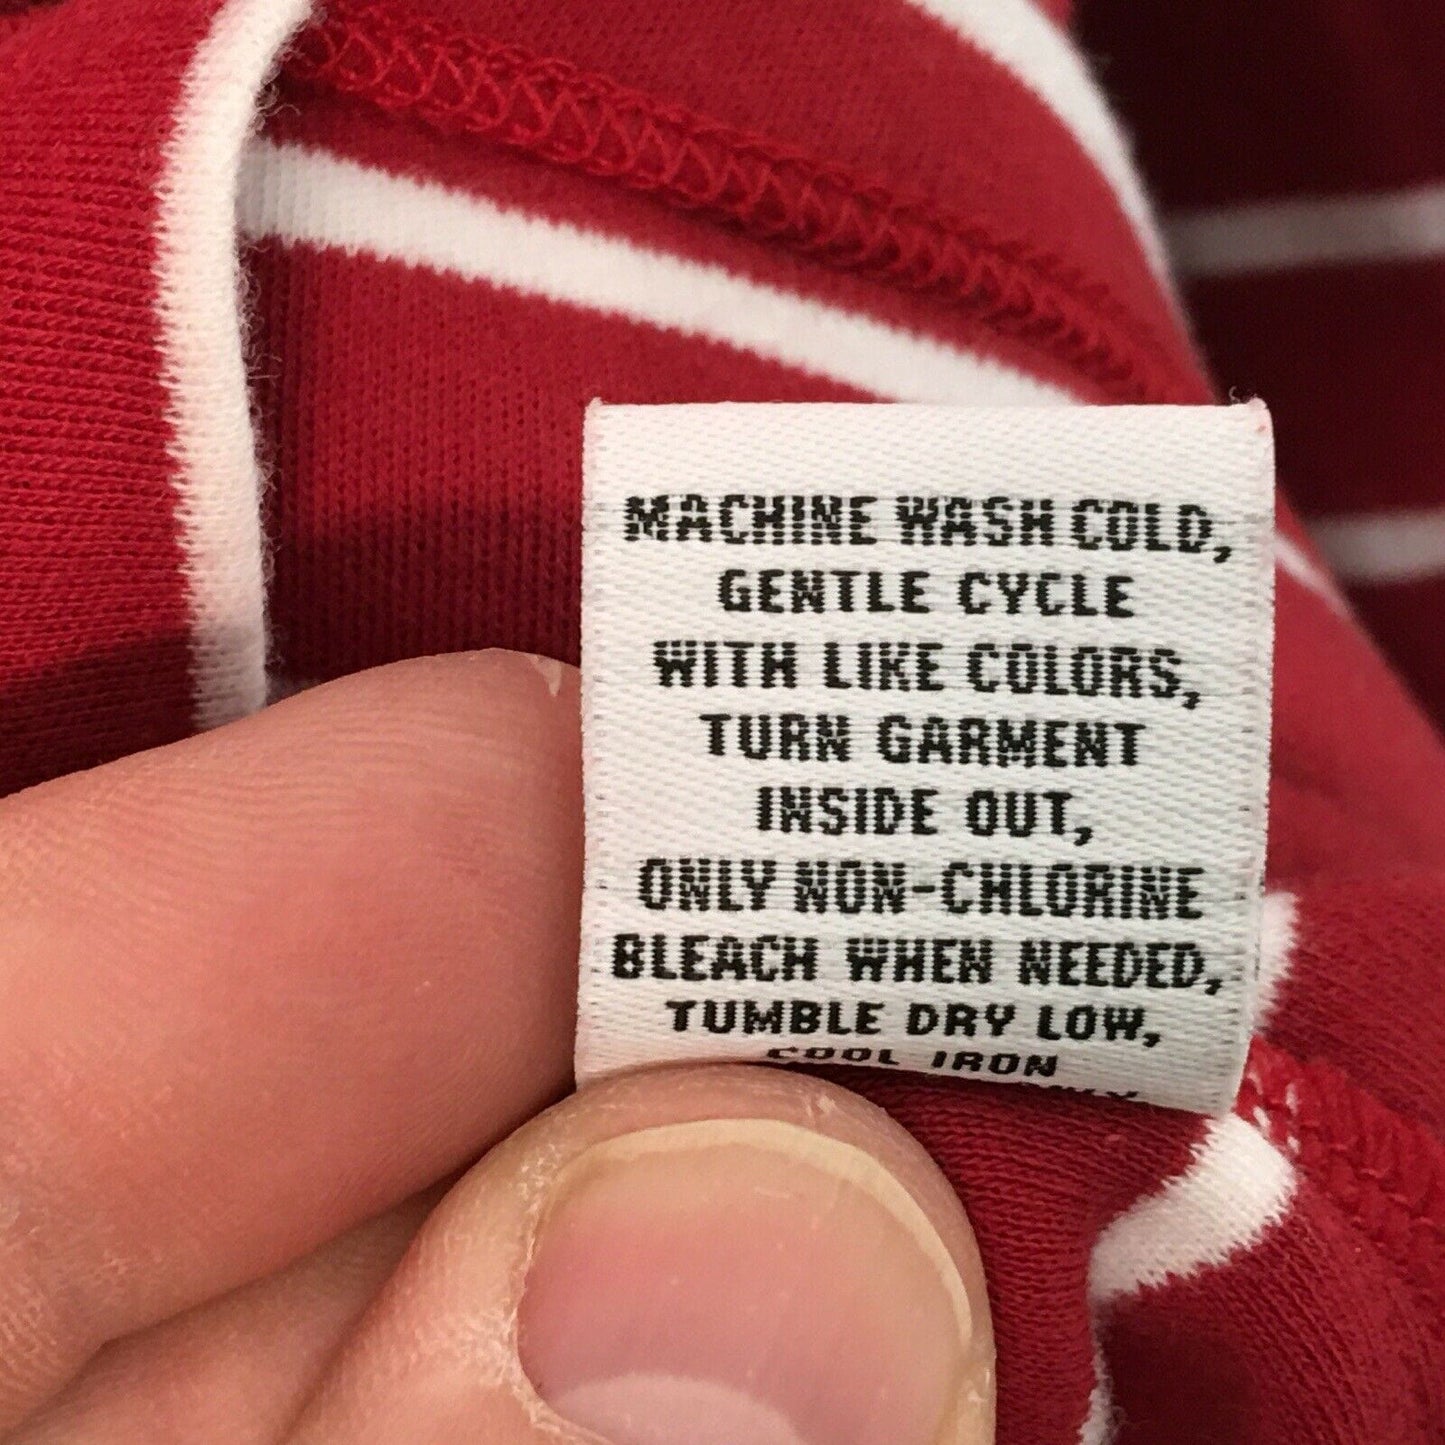 MACHINE WASH COLD,
GENTLE CYCLE
WITH LIKE COLORS,
TURN GARMENT
INSIDE OUT,
ONLY NON-CHLORINE
BLEACH WHEN NEEDED,
TUMBLE DRY LOW,
COOL IRON